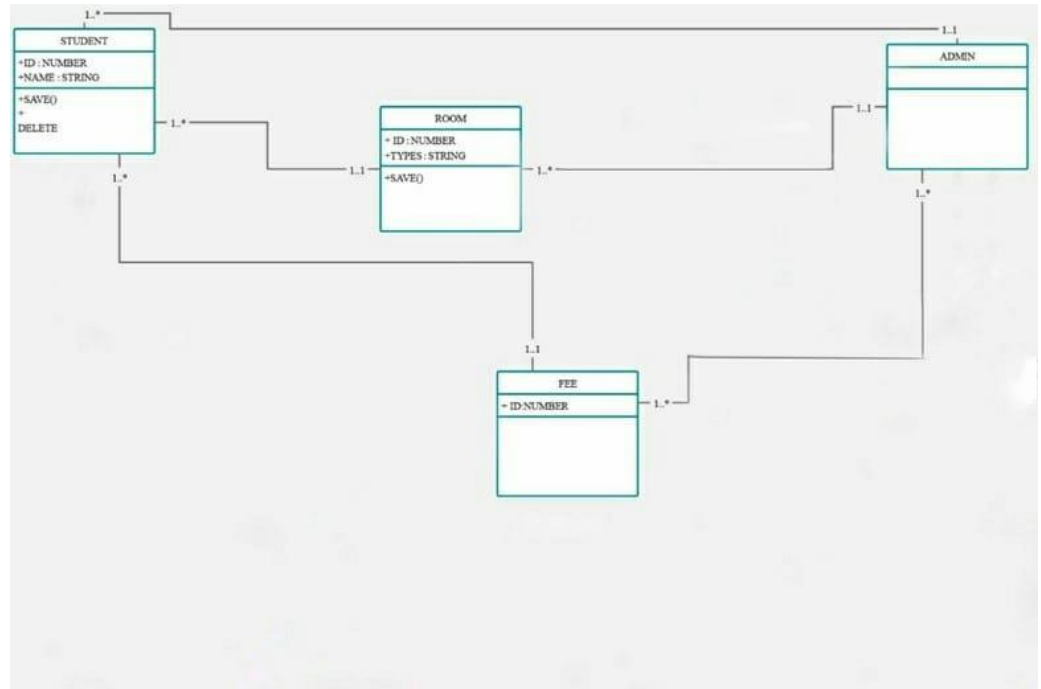 1..*
STUDENT
+ID : NUMBER
+NAME : STRING
+SAVE()
+
DELETE
1..*
1..*
1..1
ADMIN
1..1
1..*
ROOM
+ ID : NUMBER
+TYPES : STRING
+SAVE()
1..1
1..*
1..1
FEE
+ ID:NUMBER
1..*